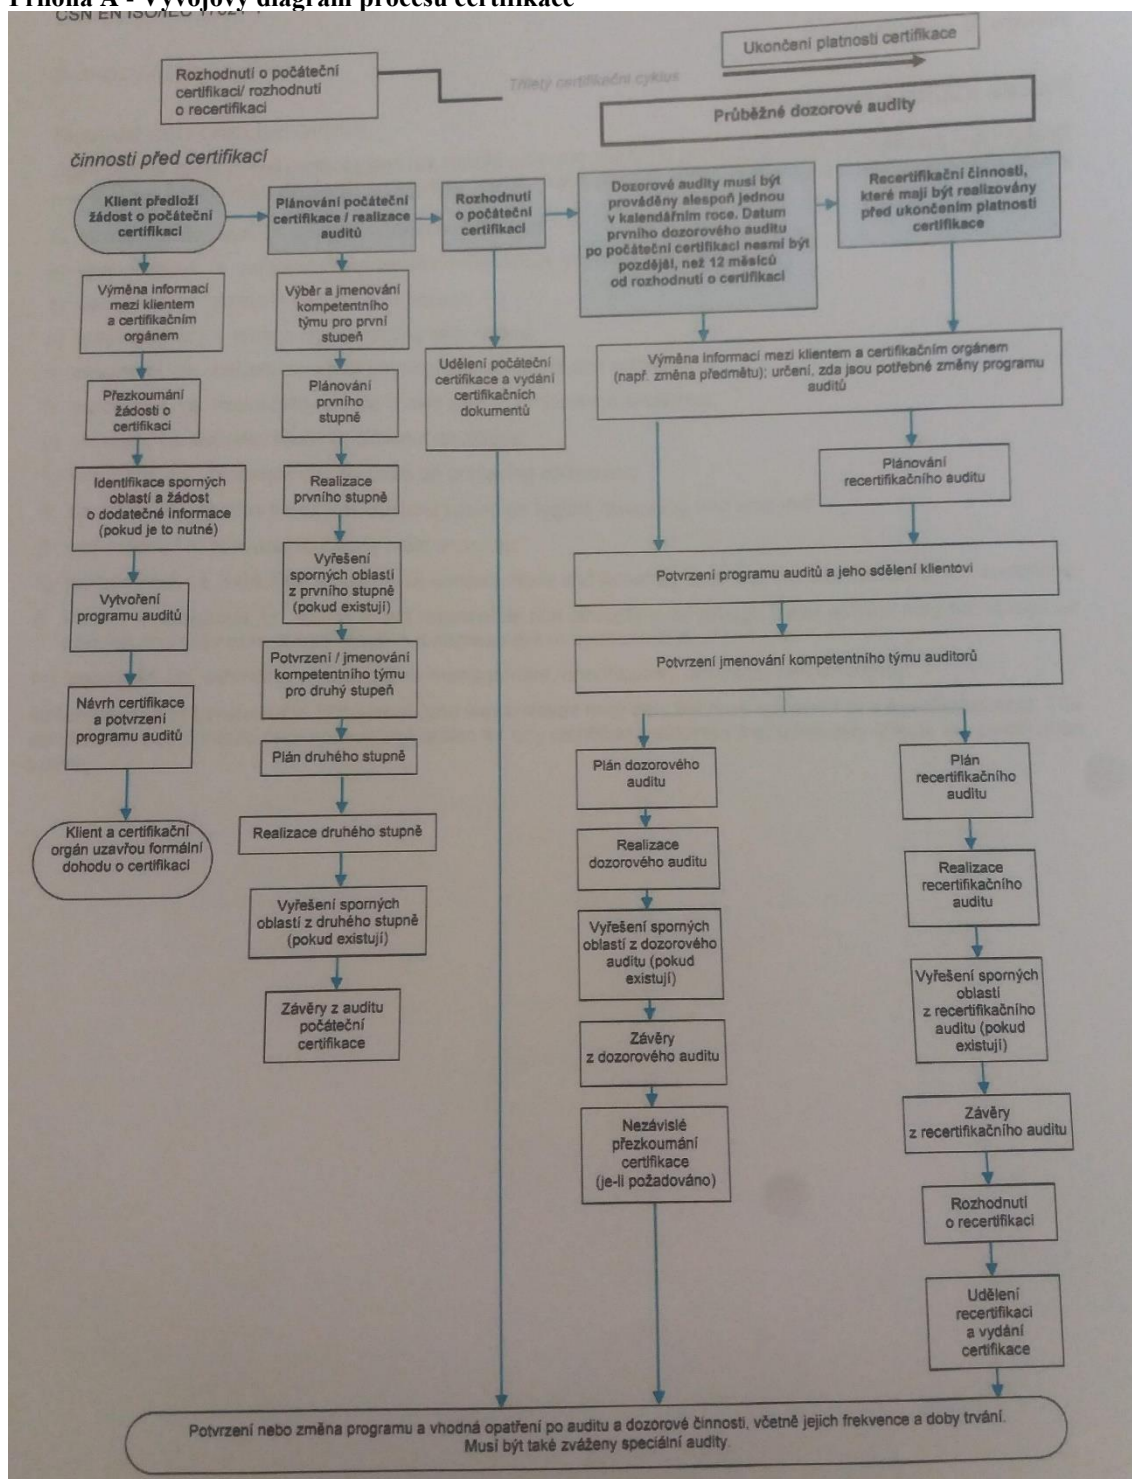 Příloha A - Vývojový diagram procesu certifikace
ČSN EN ISO/IEC 17021-1
Rozhodnutí o počáteční
certifikaci/ rozhodnutí
o recertifikaci
Tříletý certifikační cyklus
Ukončení platnosti certifikace
Průběžné dozorové audity
činnosti před certifikací
Klient předloží
žádost o počáteční
certifikaci
Výměna informací
mezi klientem
a certifikačním
orgánem
Přezkoumání
žádosti o
certifikaci
Identifikace sporných
oblastí a žádost
o dodatečné informace
(pokud je to nutné)
Vytvoření
programu auditů
Návrh certifikace
a potvrzení
programu auditů
Klient a certifikační
orgán uzavřou formální
dohodu o certifikaci
Plánování počáteční
certifikace / realizace
auditů
Výběr a jmenování
kompetentního
týmu pro první
stupeň
Plánování
prvního
stupně
Realizace
prvního stupně
Vyřešení
sporných oblastí
z prvního stupně
(pokud existují)
Potvrzení / jmenování
kompetentního týmu
pro druhý stupeň
Plán druhého stupně
Realizace druhého stupně
Vyřešení sporných
oblastí z druhého stupně
(pokud existují)
Závěry z auditu
počáteční
certifikace
Rozhodnutí
o počáteční
certifikaci
Udělení počáteční
certifikace a vydání
certifikačních
dokumentů
Dozorové audity musí být
prováděny alespoň jednou
v kalendářním roce. Datum
prvního dozorového auditu
po počáteční certifikaci nesmí být
pozdější, než 12 měsíců
od rozhodnutí o certifikaci
Recertifikační činnosti,
které mají být realizovány
před ukončením platnosti
certifikace
Výměna informací mezi klientem a certifikačním orgánem
(např. změna předmětu); určení, zda jsou potřebné změny programu
auditů
Plánování
recertifikačního auditu
Potvrzení programu auditů a jeho sdělení klientovi
Potvrzení jmenování kompetentního týmu auditorů
Plán dozorového
auditu
Realizace
dozorového auditu
Vyřešení sporných
oblastí z dozorového
auditu (pokud
existují)
Závěry
z dozorového auditu
Nezávislé
přezkoumání
certifikace
(je-li požadováno)
Plán
recertifikačního
auditu
Realizace
recertifikačního
auditu
Vyřešení sporných
oblastí
z recertifikačního
auditu (pokud
existují)
Závěry
z recertifikačního auditu
Rozhodnutí
o recertifikaci
Udělení
recertifikaci
a vydání
certifikace
Potvrzení nebo změna programu a vhodná opatření po auditu a dozorové činnosti, včetně jejich frekvence a doby trvání.
Musí být také zváženy speciální audity.